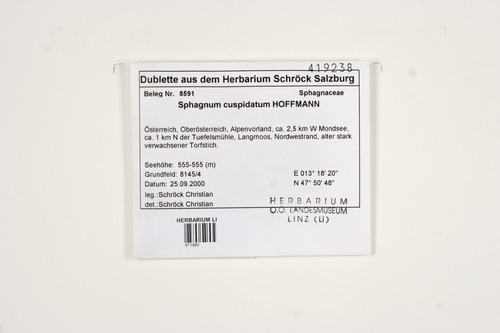 419238
Dublette aus dem Herbarium Schröck Salzburg
Beleg Nr. 8591 Sphagnaceae
Sphagnum cuspidatum HOFFMANN
Österreich, Oberösterreich, Alpenvorland, ca. 2,5 km W Mondsee,
ca. 1 km N der Tuefelsmühle, Langmoos, Nordwestrand, alter stark
verwachsener Torfstich.
Seehöhe: 555-555 (m)
Grundfeld: 8145/4 E 013° 18' 20"
Datum: 25.09.2000 N 47° 50' 48"
leg.:Schröck Christian
det.:Schröck Christian
HERBARIUM
O.Ö. LANDESMUSEUM
LINZ (LI)
HERBARIUM LI